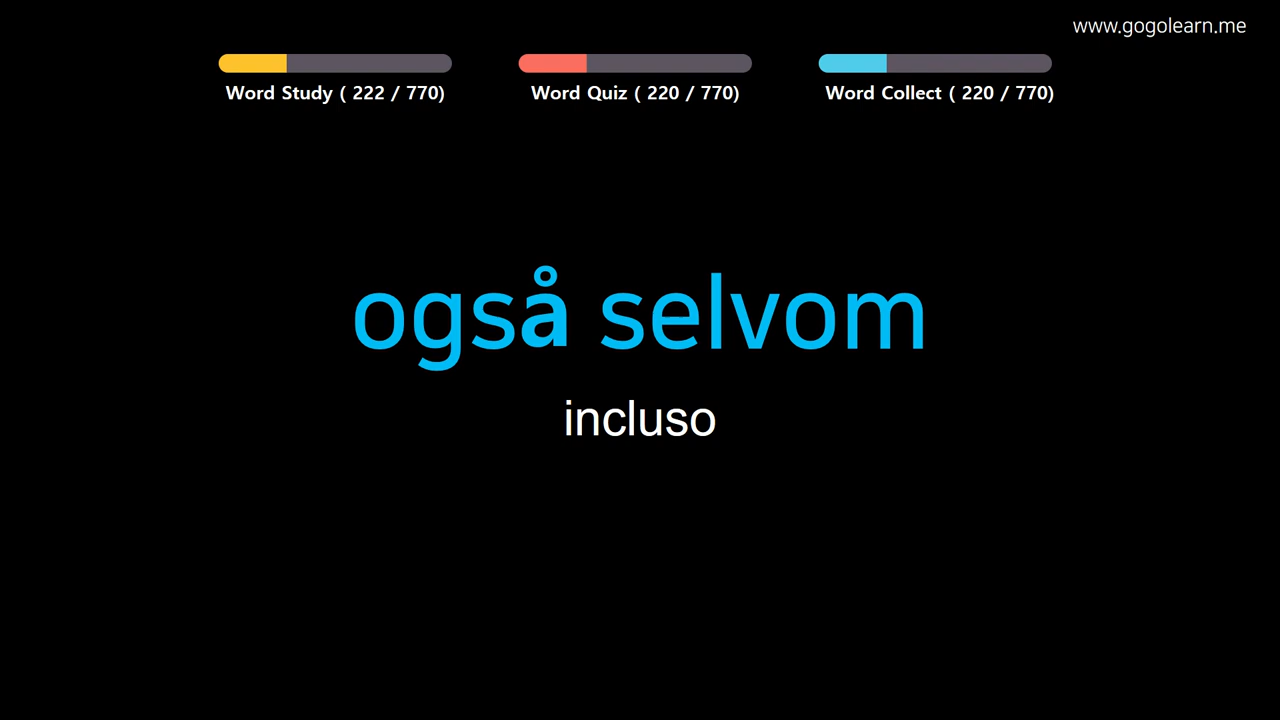 www.gogolearn.me
Word Study ( 222 / 770)
Word Quiz ( 220 / 770)
Word Collect ( 220 / 770)
også selvom
incluso